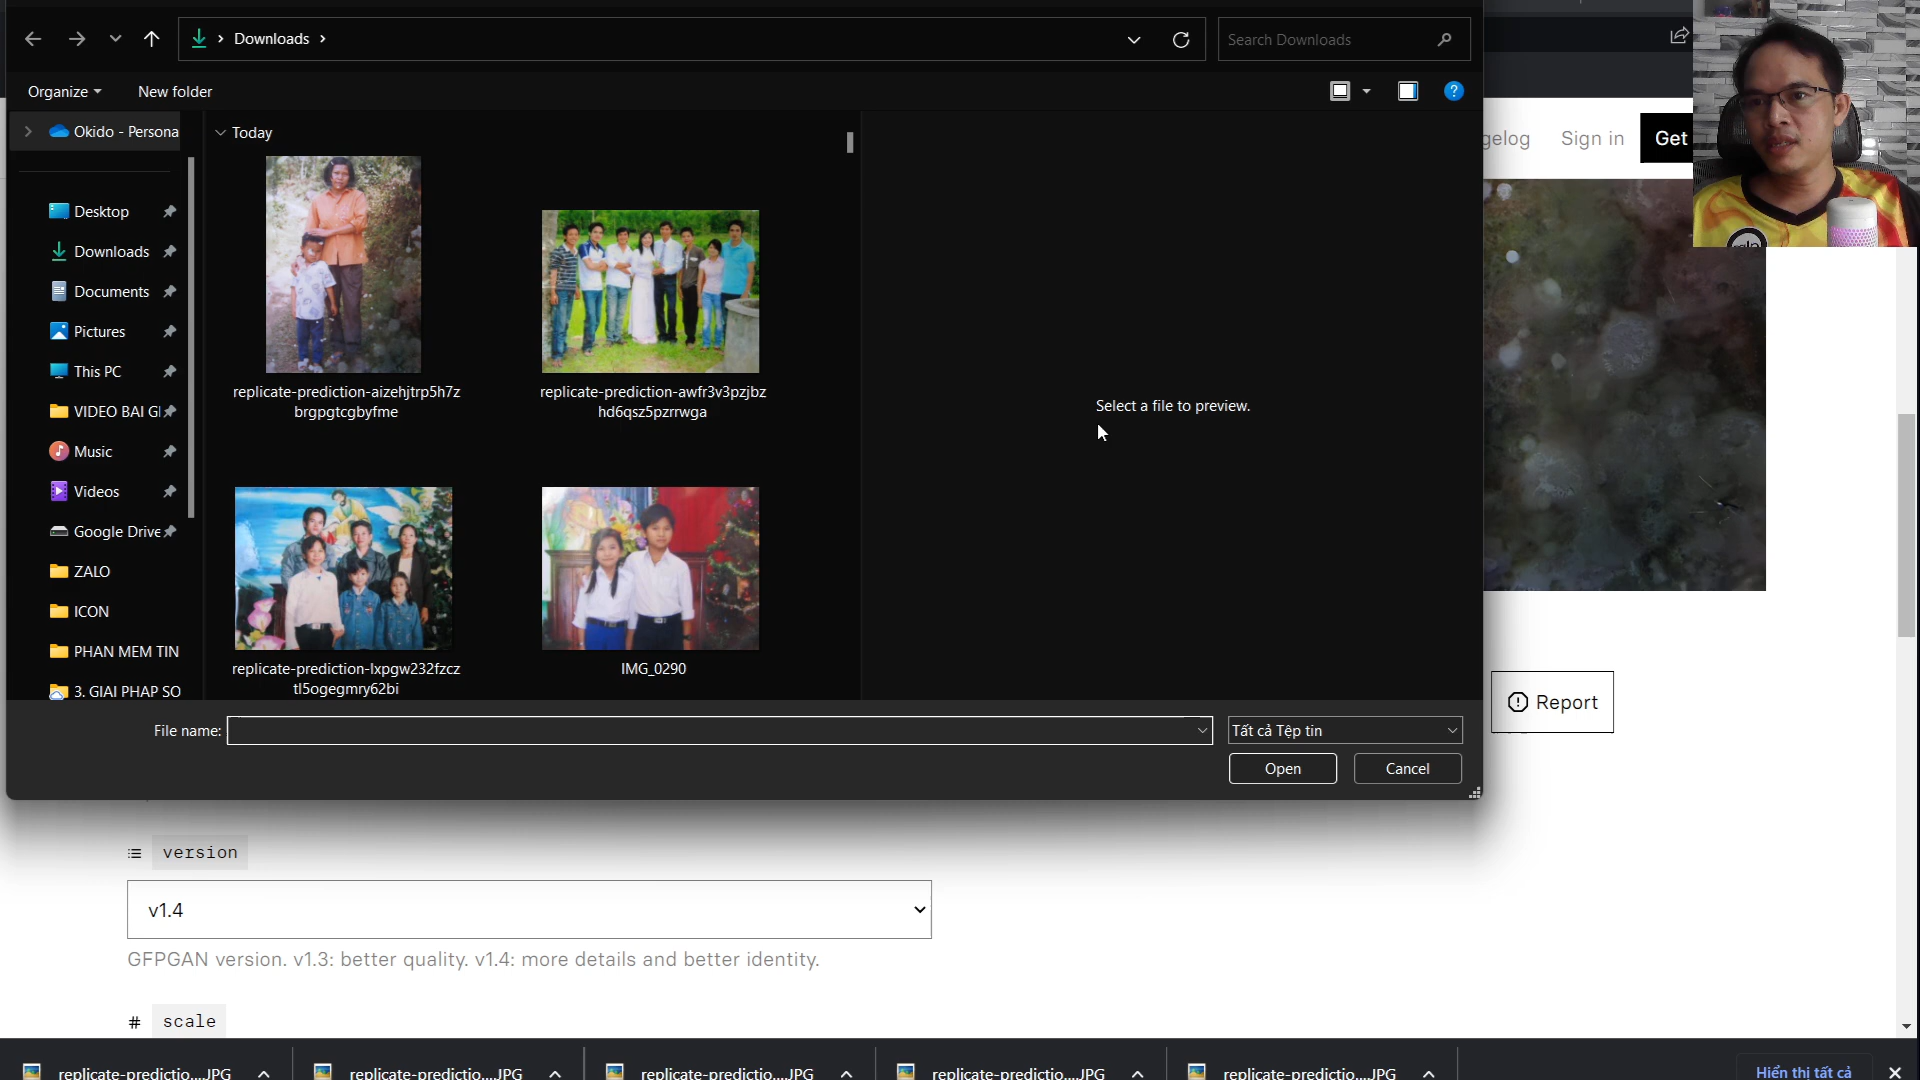 Downloads
Search Downloads
Organize
New folder
Okido - Persona
Today
gelog
Sign in
Get
Desktop
Downloads
Documents
Pictures
This PC
VIDEO BAI GI
Music
Videos
Google Drive
ZALO
ICON
PHAN MEM TIN
3. GIAI PHAP SO
replicate-prediction-aizehjtrp5h7z
brgpgtcgbyfme
replicate-prediction-awfr3v3pzjbz
hd6qsz5pzrrwga
replicate-prediction-lxpgw232fzcz
tl5ogegmry62bi
IMG_0290
Select a file to preview.
File name:
Tất cả Tệp tin
Open
Cancel
Report
version
v1.4
GFPGAN version. v1.3: better quality. v1.4: more details and better identity.
# scale
replicate-predictio....JPG
replicate-predictio....JPG
replicate-predictio....JPG
replicate-predictio....JPG
replicate-predictio....JPG
Hiển thị tất cả